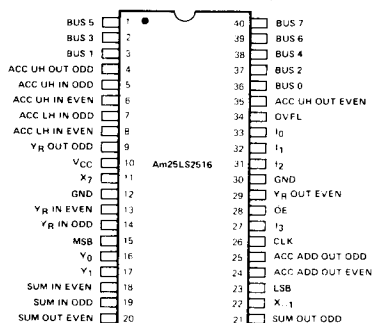 BUS 5 1 40 BUS 7
BUS 3 2 39 BUS 6
BUS 1 3 38 BUS 4
ACC UH OUT ODD 4 37 BUS 2
ACC UH IN ODD 5 36 BUS 0
ACC UH IN EVEN 6 35 ACC UH OUT EVEN
ACC LH IN ODD 7 34 OVFL
ACC LH IN EVEN 8 33 I0
YR OUT ODD 9 32 I1
VCC 10 Am25LS2516 31 I2
X7 11 30 GND
GND 12 29 YR OUT EVEN
YR IN EVEN 13 28 OE
YR IN ODD 14 27 I3
MSB 15 26 CLK
Y0 16 25 ACC ADD OUT ODD
Y1 17 24 ACC ADD OUT EVEN
SUM IN EVEN 18 23 LSB
SUM IN ODD 19 22 X-1
SUM OUT EVEN 20 21 SUM OUT ODD